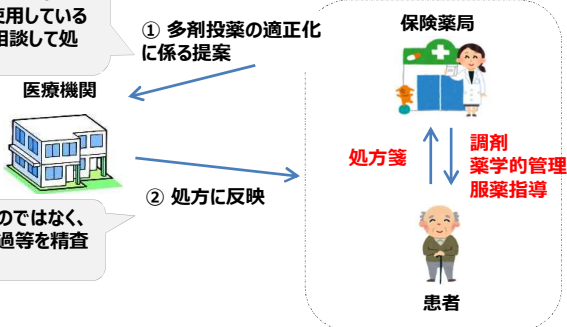 使用している
相談して処
① 多剤投薬の適正化
に係る提案
保険薬局
医療機関
処方箋
調剤
薬学的管理
服薬指導
② 処方に反映
のではなく、
過等を精査
患者